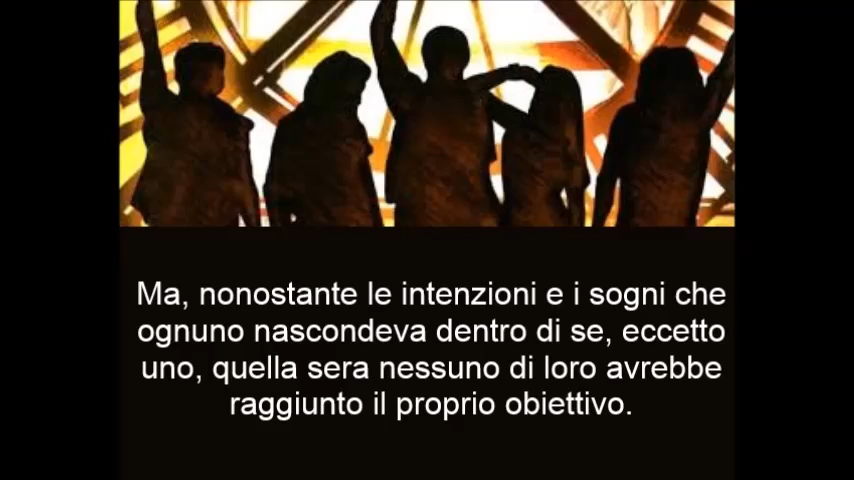 Ma, nonostante le intenzioni e i sogni che
ognuno nascondeva dentro di se, eccetto
uno, quella sera nessuno di loro avrebbe
raggiunto il proprio obiettivo.